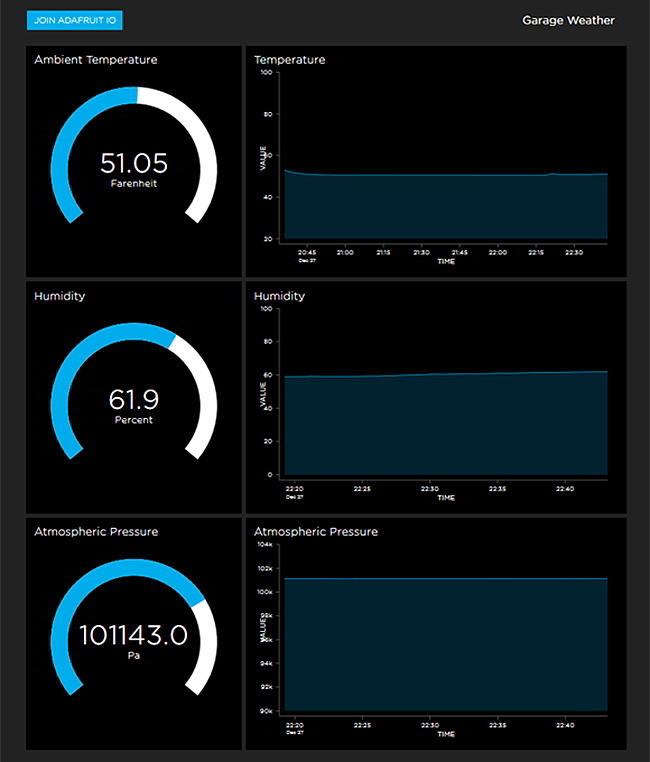 JOIN ADAFRUIT IO
Garage Weather
Ambient Temperature
51.05
Farenheit
Temperature
100
80
60
40
20
VALUE
20:45
Dec 27
21:00
21:15
21:30
21:45
22:00
22:15
22:30
TIME
Humidity
61.9
Percent
Humidity
100
80
60
40
20
0
VALUE
22:20
Dec 27
22:25
22:30
22:35
22:40
TIME
Atmospheric Pressure
101143.0
Pa
Atmospheric Pressure
104k
102k
100k
98k
96k
94k
92k
90k
VALUE
22:20
Dec 27
22:25
22:30
22:35
22:40
TIME